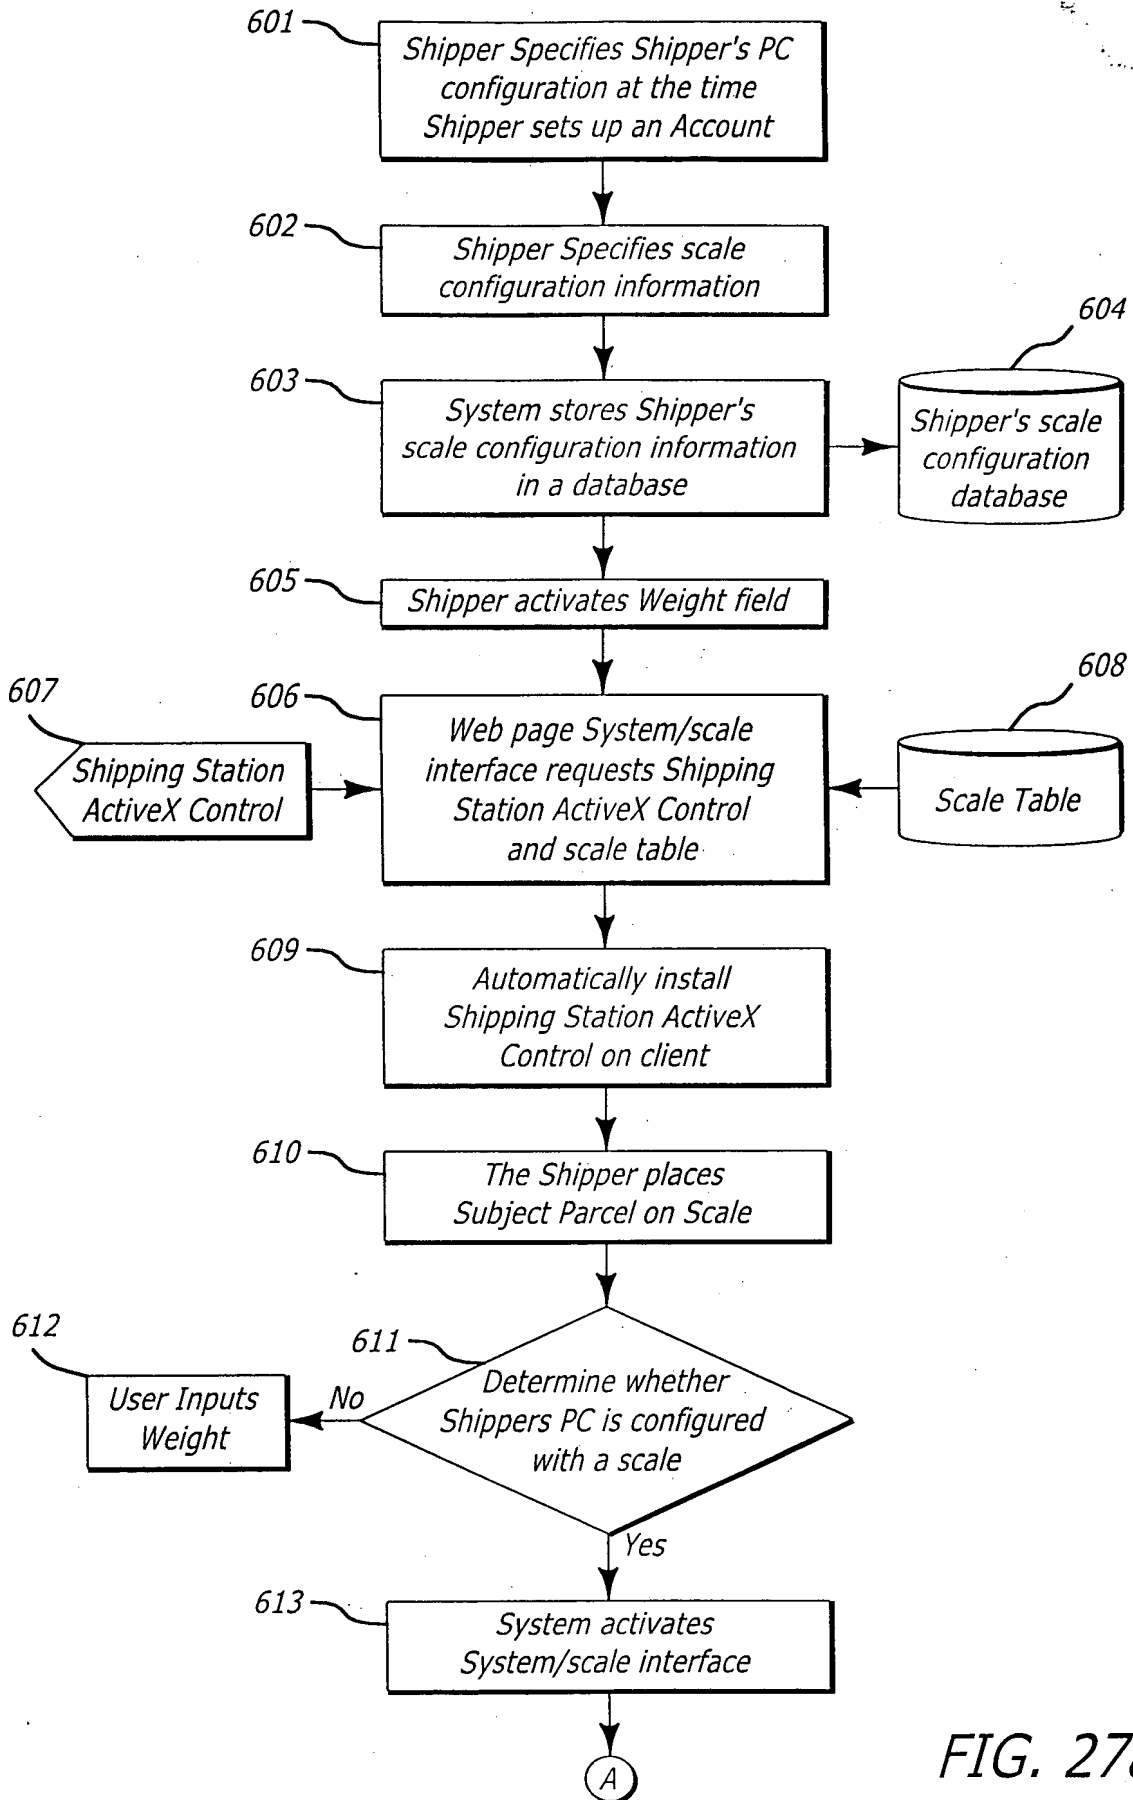 601
Shipper Specifies Shipper's PC
configuration at the time
Shipper sets up an Account
602
Shipper Specifies scale
configuration information
603
System stores Shipper's
scale configuration information
in a database
604
Shipper's scale
configuration
database
605
Shipper activates Weight field
606
Web page System/scale
interface requests Shipping
Station ActiveX Control
and scale table
607
Shipping Station
ActiveX Control
608
Scale Table
609
Automatically install
Shipping Station ActiveX
Control on client
610
The Shipper places
Subject Parcel on Scale
611
Determine whether
Shippers PC is configured
with a scale
No
612
User Inputs
Weight
Yes
613
System activates
System/scale interface
A
FIG. 27a